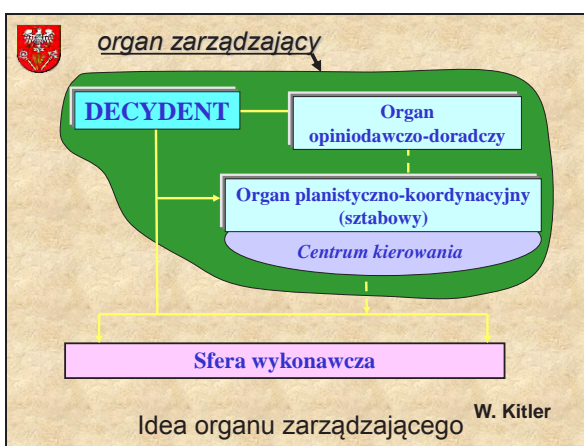 organ zarządzający
DECYDENT
Organ
opiniodawczo-doradczy
Organ planistyczno-koordynacyjny
(sztabowy)
Centrum kierowania
Sfera wykonawcza
W. Kitler
Idea organu zarządzającego